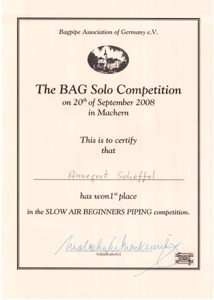 Bagpipe Association of Germany e.V.
The BAG Solo Competition
on 20th of September 2008
in Machern
This is to certify
that
Annegret Schoffel
has won 1st place
in the SLOW AIR BEGINNERS PIPING competition.
Adjudicator(s)